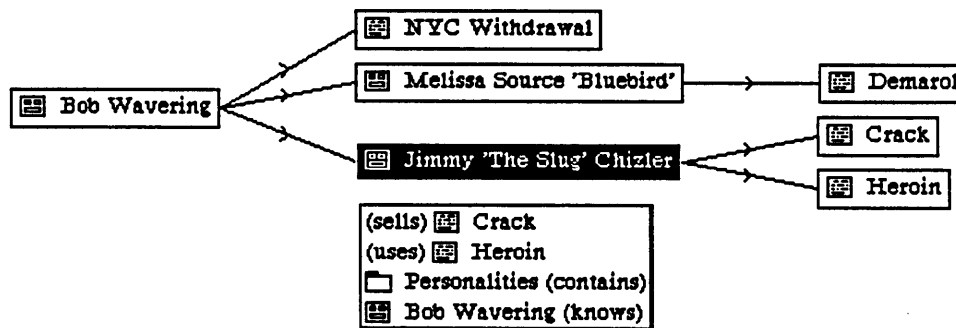 NYC Withdrawal
Melissa Source 'Bluebird'
Demarol
Bob Wavering
Crack
Jimmy 'The Slug' Chizler
Heroin
(sells) Crack
(uses) Heroin
Personalities (contains)
Bob Wavering (knows)